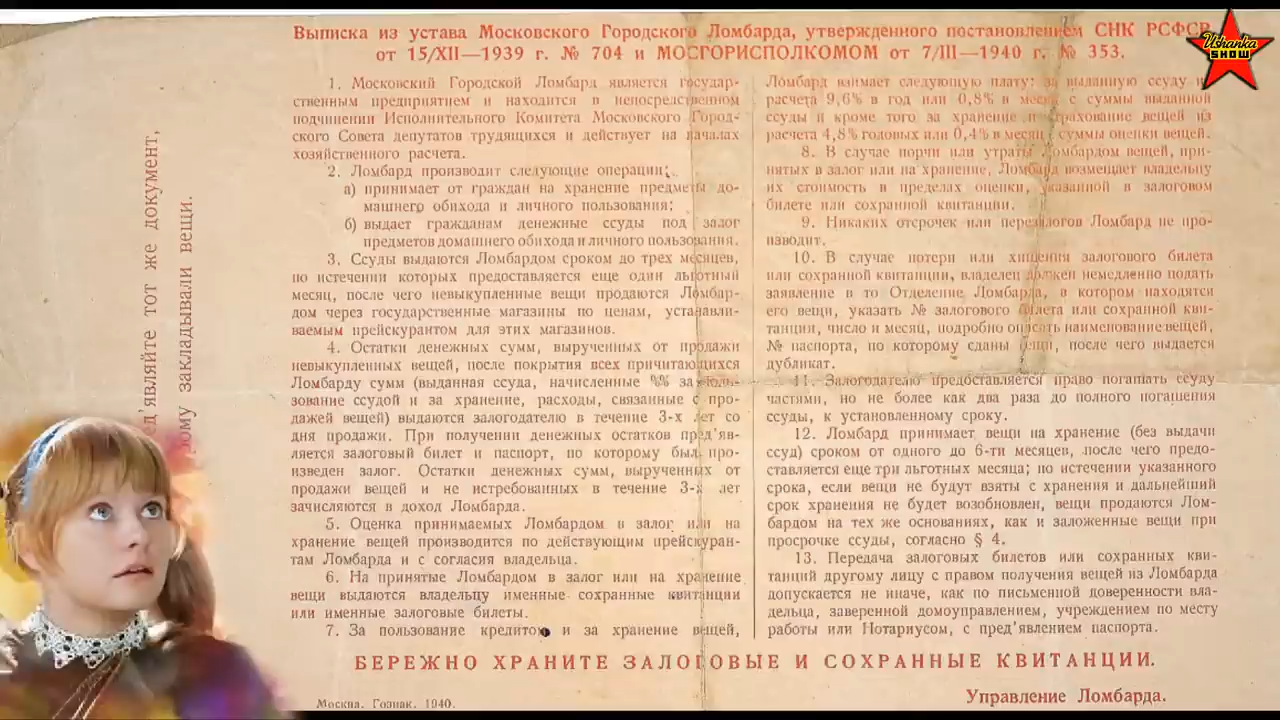 Выписка из устава Московского Городского Ломбарда, утвержденного постановлением СНК РСФСР
от 15/XII—1939 г. № 704 и МОСГОРИСПОЛКОМОМ от 7/III—1940 г. № 353.
Ushanka
SHOW
1. Московский Городской Ломбард является государ-
ственным предприятием и находится в непосредственном
подчинении Исполнительного Комитета Московского Город-
ского Совета депутатов трудящихся и действует на началах
хозяйственного расчета.
2. Ломбард производит следующие операции:
а) принимает от граждан на хранение предметы до-
машнего обихода и личного пользования;
б) выдает гражданам денежные ссуды под залог
предметов домашнего обихода и личного пользования.
3. Ссуды выдаются Ломбардом сроком до трех месяцев,
по истечении которых предоставляется еще один льготный
месяц, после чего невыкупленные вещи продаются Ломбар-
дом через государственные магазины по ценам, устанавли-
ваемым прейскурантом для этих магазинов.
4. Остатки денежных сумм, вырученных от продажи
невыкупленных вещей, после покрытия всех причитающихся
Ломбарду сумм (выданная ссуда, начисленные %% за поль-
зование ссудой и за хранение, расходы, связанные с про-
дажей вещей) выдаются залогодателю в течение 3-х лет со
дня продажи. При получении денежных остатков пред'яв-
ляется залоговый билет и паспорт, по которому был про-
изведен залог. Остатки денежных сумм, вырученных от
продажи вещей и не истребованных в течение 3-х лет
зачисляются в доход Ломбарда.
5. Оценка принимаемых Ломбардом в залог или на
хранение вещей производится по действующим прейскуран-
там Ломбарда и с согласия владельца.
6. На принятые Ломбардом в залог или на хранение
вещи выдаются владельцу именные сохранные квитанции
или именные залоговые билеты.
7. За пользование кредитом и за хранение вещей,
Ломбард взимает следующую плату: за выданную ссуду из
расчета 9,6% в год или 0,8% в месяц с суммы выданной
ссуды и кроме того за хранение и страхование вещей из
расчета 4,8% годовых или 0,4% в месяц с суммы оценки вещей.
8. В случае порчи или утраты Ломбардом вещей, при-
нятых в залог или на хранение, Ломбард возмещает владельцу
их стоимость в пределах оценки, указанной в залоговом
билете или сохранной квитанции.
9. Никаких отсрочек или перезалогов Ломбард не про-
изводит.
10. В случае потери или хищения залогового билета
или сохранной квитанции, владелец должен немедленно подать
заявление в то Отделение Ломбарда, в котором находятся
его вещи, указать № залогового билета или сохранной кви-
танции, число и месяц, подробно описать наименование вещей,
№ паспорта, по которому сданы вещи, после чего выдается
дубликат.
11. Залогодателю предоставляется право погашать ссуду
частями, но не более как два раза до полного погашения
ссуды, к установленному сроку.
12. Ломбард принимает вещи на хранение (без выдачи
ссуд) сроком от одного до 6-ти месяцев, после чего предо-
ставляется еще три льготных месяца; по истечении указанного
срока, если вещи не будут взяты с хранения и дальнейший
срок хранения не будет возобновлен, вещи продаются Лом-
бардом на тех же основаниях, как и заложенные вещи при
просрочке ссуды, согласно § 4.
13. Передача залоговых билетов или сохранных кви-
танций другому лицу с правом получения вещей из Ломбарда
допускается не иначе, как по письменной доверенности вла-
дельца, заверенной домоуправлением, учреждением по месту
работы или Нотариусом, с пред'явлением паспорта.
БЕРЕЖНО ХРАНИТЕ ЗАЛОГОВЫЕ И СОХРАННЫЕ КВИТАНЦИИ.
Управление Ломбарда.
Москва. Гознак. 1940.
ед'являйте тот же документ,
ому закладывали вещи.